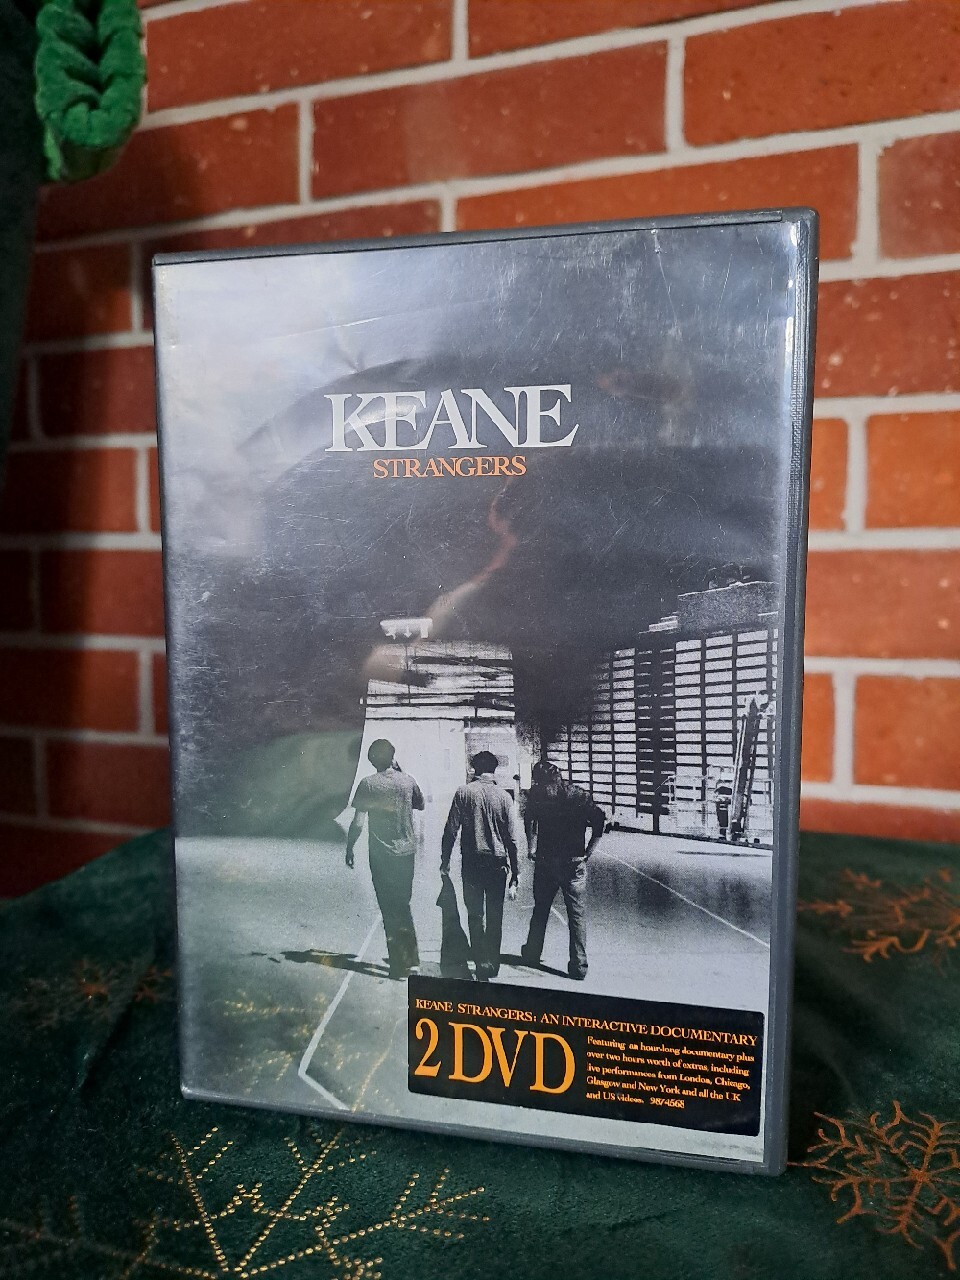 KEANE
STRANGERS
KEANE STRANGERS: AN INTERACTIVE DOCUMENTARY
2 DVD
Featuring an hour-long documentary plus
over two hours worth of extras, including
live performances from London, Chicago,
Glasgow and New York and all the UK
and US videos. 9874568